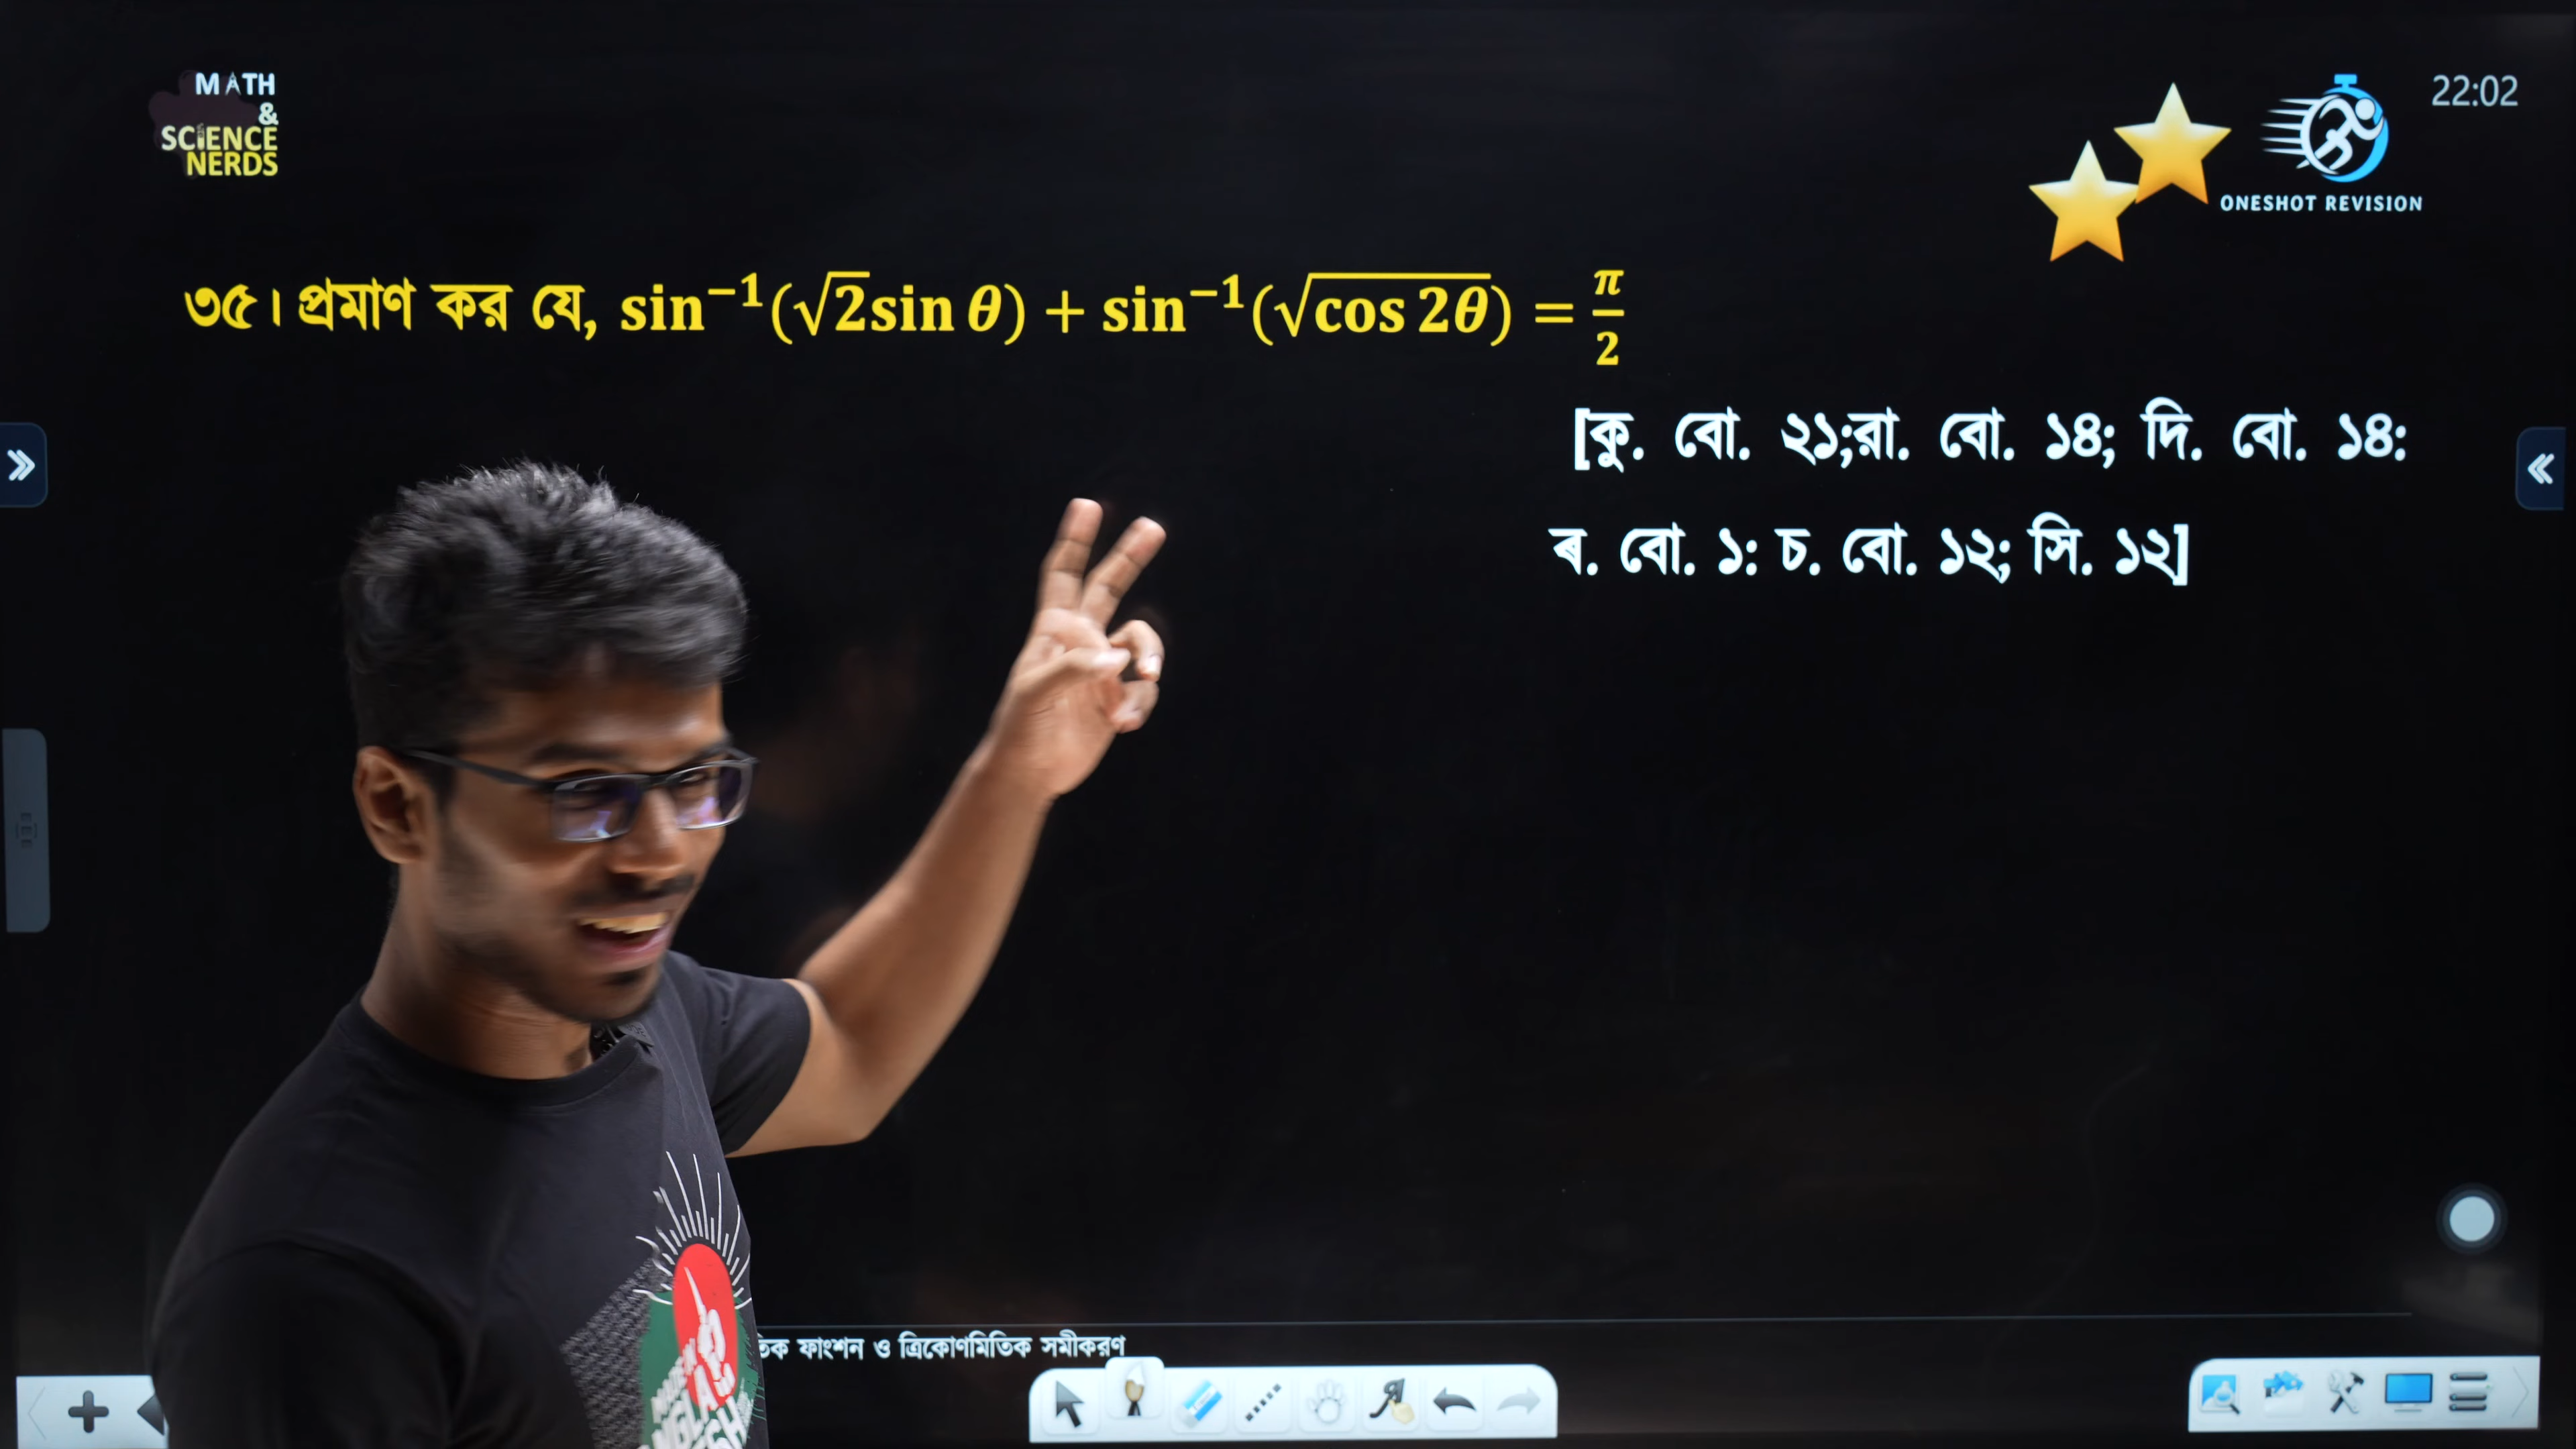 MATH
&
SCIENCE
NERDS
22:02
ONESHOT REVISION
৩৫। প্রমাণ কর যে, sin⁻¹(√2sin θ) + sin⁻¹(√cos 2θ) = π/2
[কু. বো. ২১;রা. বো. ১৪; দি. বো. ১৪:
ৰ. বো. ১: চ. বো. ১২; সি. ১২]
তিক ফাংশন ও ত্রিকোণমিতিক সমীকরণ